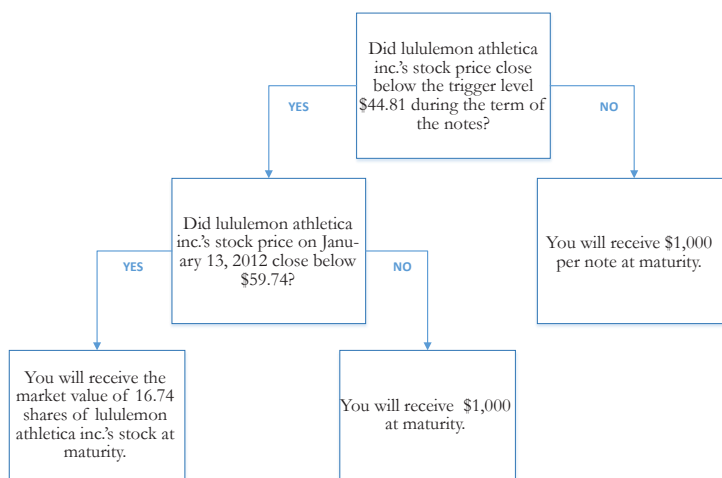 Did lululemon athletica
inc.'s stock price close
below the trigger level
$44.81 during the term of
the notes?
YES
NO
Did lululemon athletica
inc.'s stock price on Janu-
ary 13, 2012 close below
$59.74?
You will receive $1,000
per note at maturity.
YES
NO
You will receive the
market value of 16.74
shares of lululemon
athletica inc.'s stock at
maturity.
You will receive $1,000
at maturity.